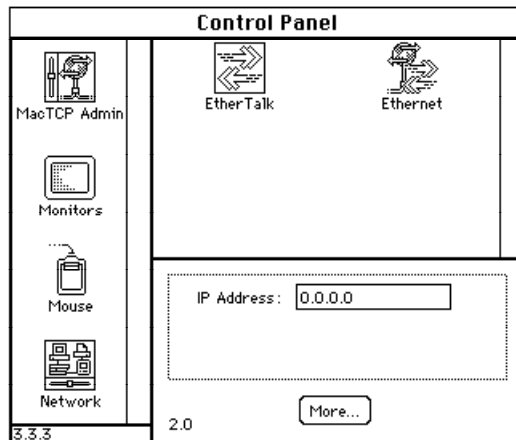 Control Panel
MacTCP Admin
Monitors
Mouse
Network
3.3.3
EtherTalk
Ethernet
IP Address:
0.0.0.0
More...
2.0